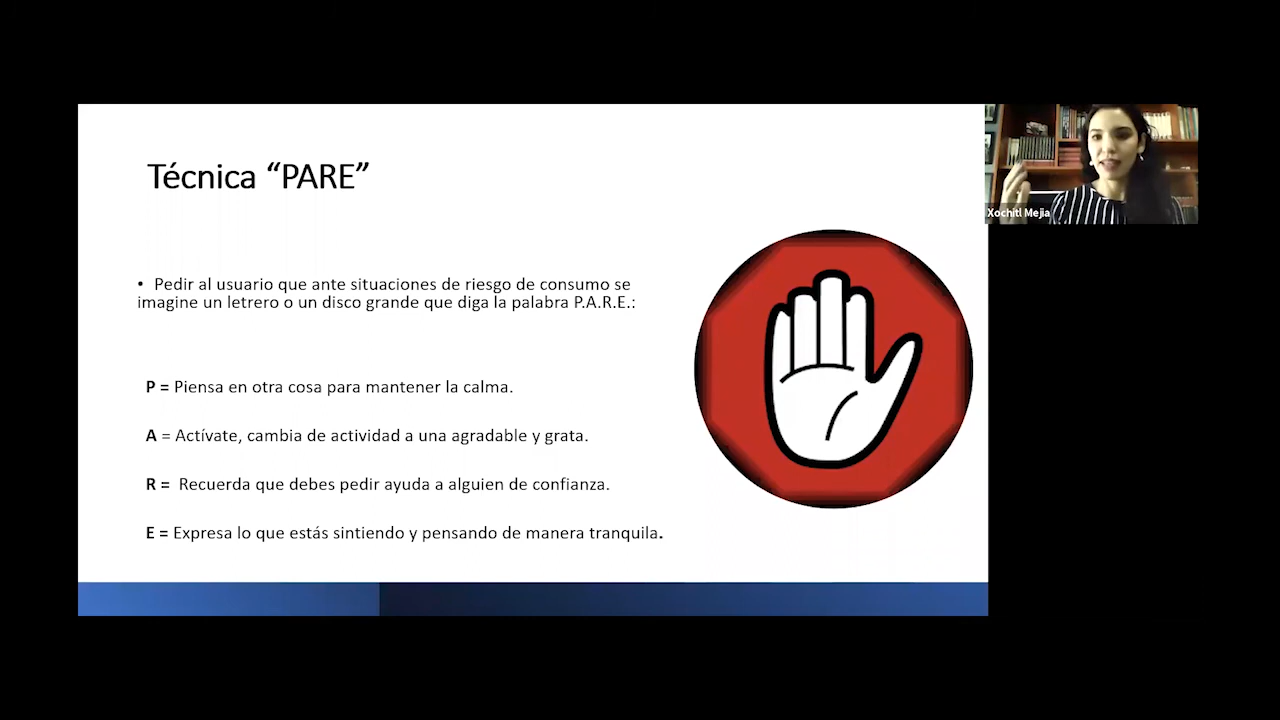 Técnica “PARE”
Xochitl Mejia
• Pedir al usuario que ante situaciones de riesgo de consumo se
imagine un letrero o un disco grande que diga la palabra P.A.R.E.:
P = Piensa en otra cosa para mantener la calma.
A = Actívate, cambia de actividad a una agradable y grata.
R = Recuerda que debes pedir ayuda a alguien de confianza.
E = Expresa lo que estás sintiendo y pensando de manera tranquila.